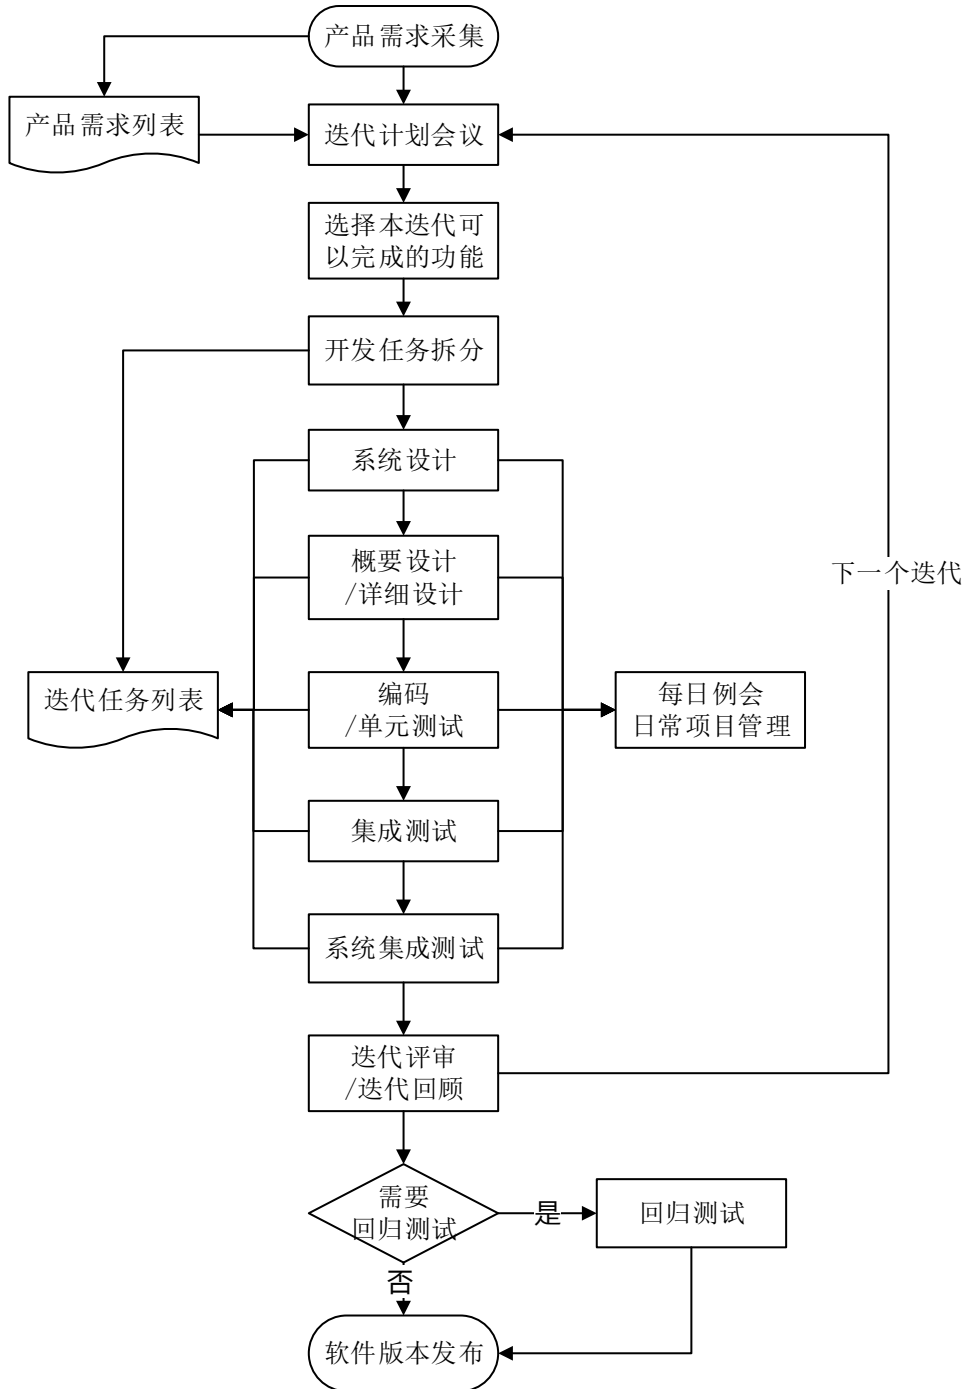 产品需求采集
产品需求列表
迭代计划会议
选择本迭代可
以完成的功能
开发任务拆分
系统设计
概要设计
/详细设计
下一个迭代
迭代任务列表
编码
/单元测试
每日例会
日常项目管理
集成测试
系统集成测试
迭代评审
/迭代回顾
需要
回归测试
是
回归测试
否
软件版本发布